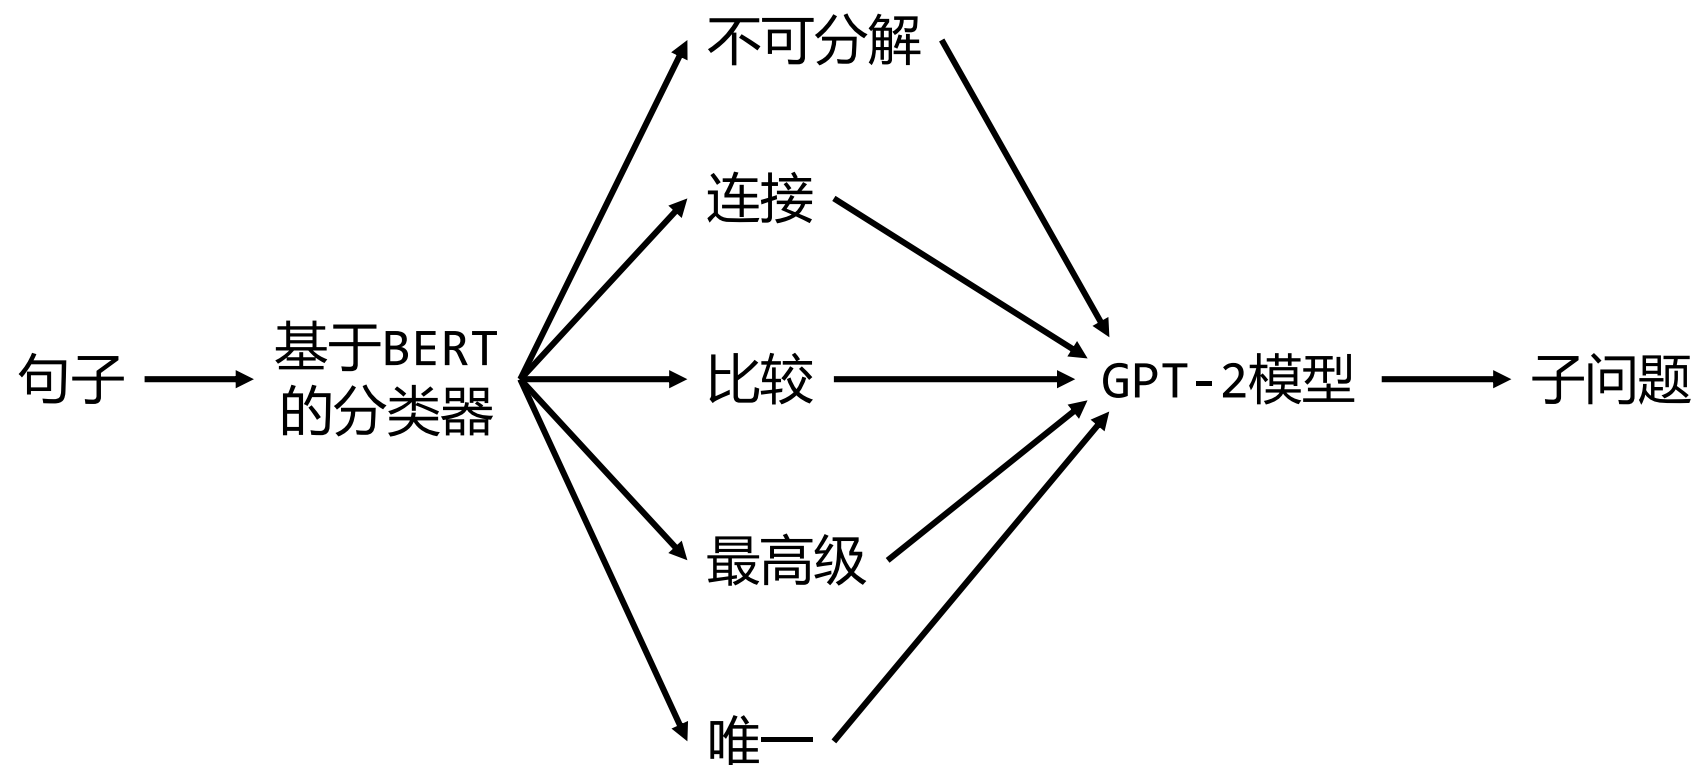 句子
基于BERT
的分类器
不可分解
连接
比较
最高级
唯一
GPT-2模型
子问题